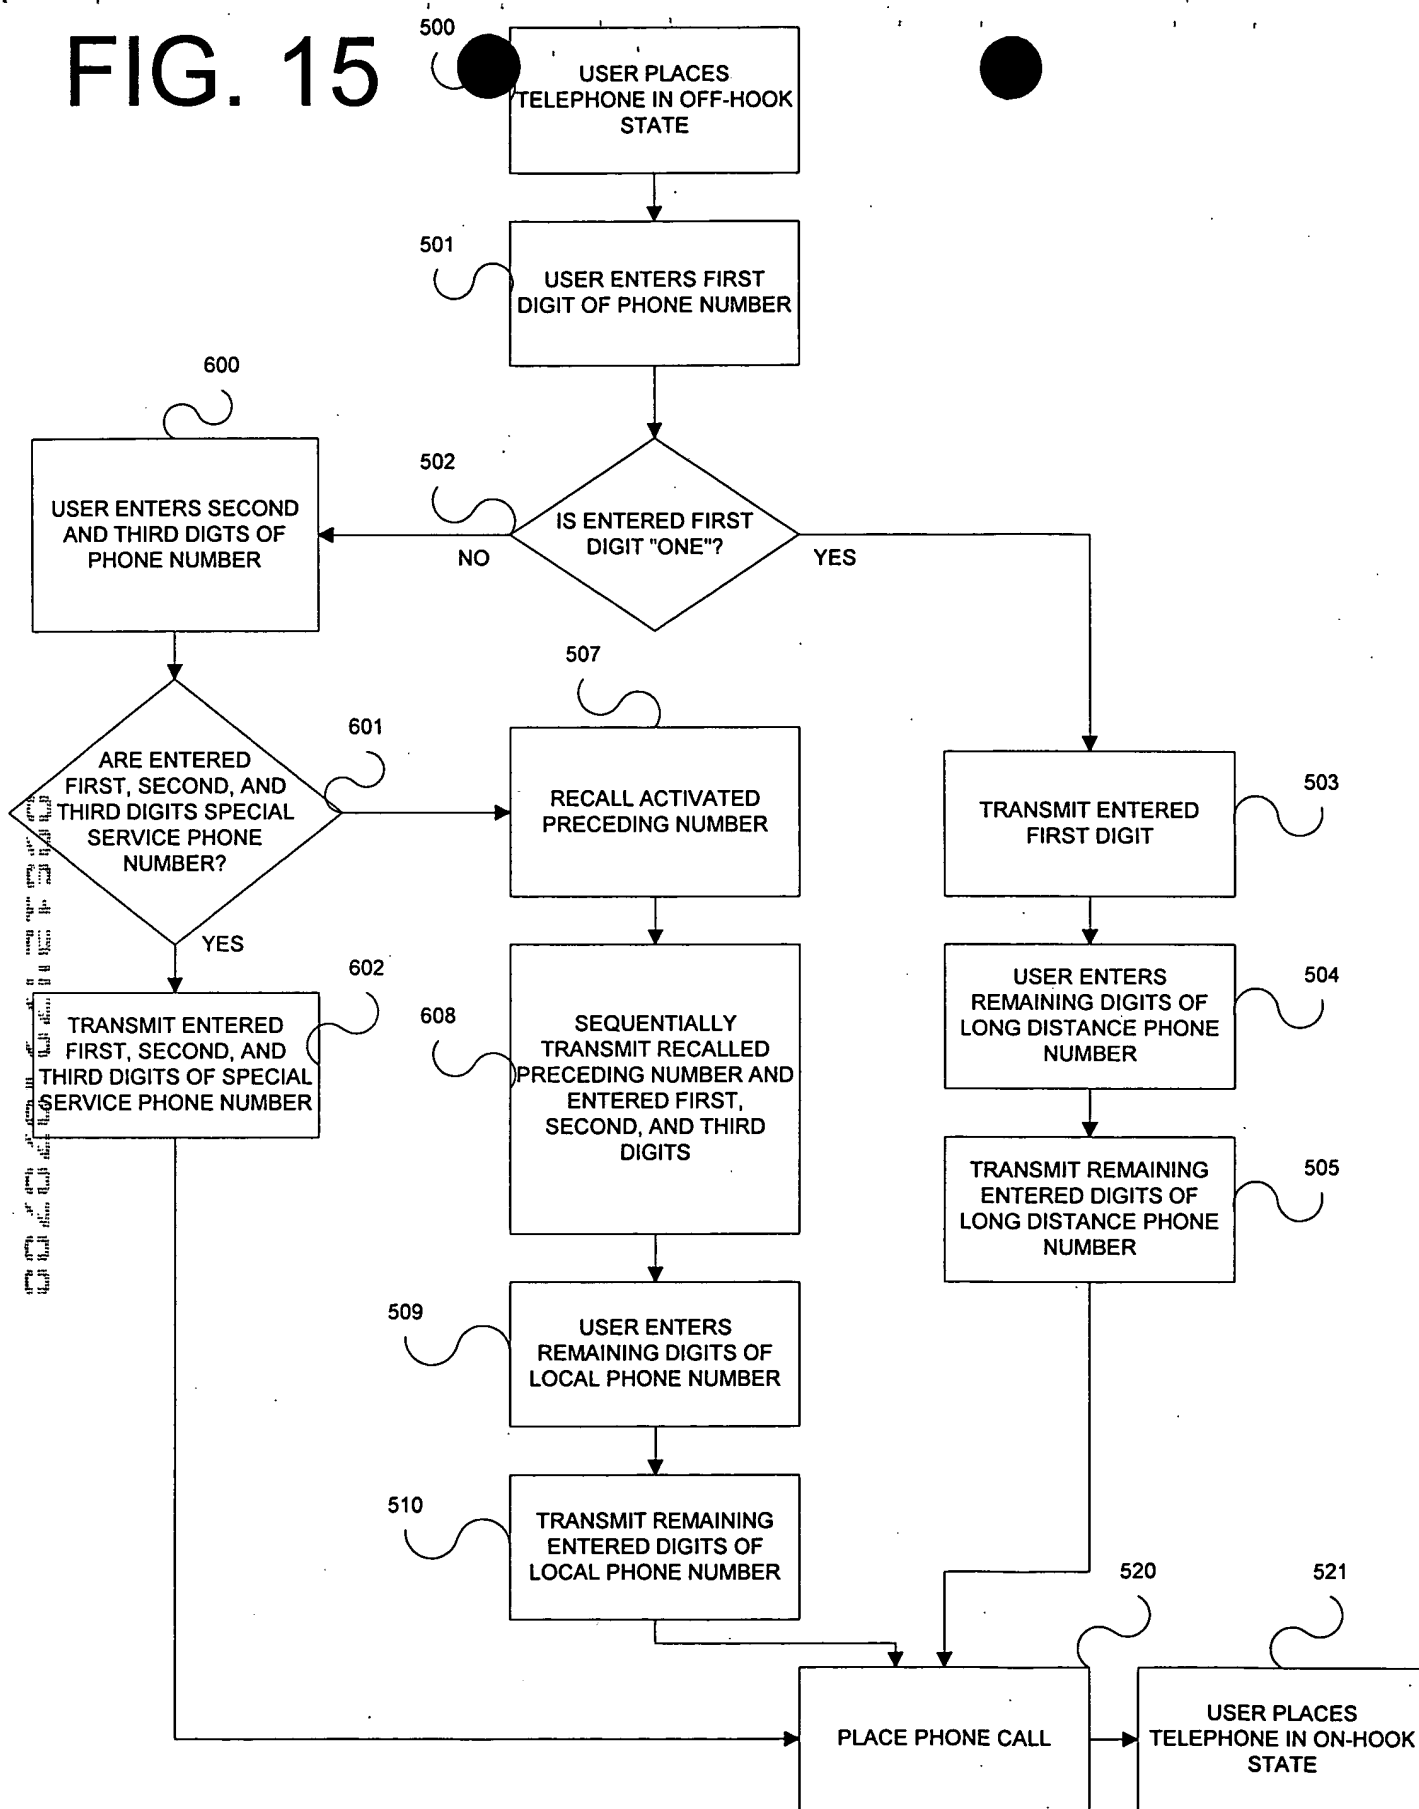 FIG. 15
500
USER PLACES
TELEPHONE IN OFF-HOOK
STATE
501
USER ENTERS FIRST
DIGIT OF PHONE NUMBER
600
USER ENTERS SECOND
AND THIRD DIGTS OF
PHONE NUMBER
502
IS ENTERED FIRST
DIGIT "ONE"?
NO
YES
507
601
ARE ENTERED
FIRST, SECOND, AND
THIRD DIGITS SPECIAL
SERVICE PHONE
NUMBER?
YES
RECALL ACTIVATED
PRECEDING NUMBER
503
TRANSMIT ENTERED
FIRST DIGIT
602
TRANSMIT ENTERED
FIRST, SECOND, AND
THIRD DIGITS OF SPECIAL
SERVICE PHONE NUMBER
608
SEQUENTIALLY
TRANSMIT RECALLED
PRECEDING NUMBER AND
ENTERED FIRST,
SECOND, AND THIRD
DIGITS
504
USER ENTERS
REMAINING DIGITS OF
LONG DISTANCE PHONE
NUMBER
505
TRANSMIT REMAINING
ENTERED DIGITS OF
LONG DISTANCE PHONE
NUMBER
509
USER ENTERS
REMAINING DIGITS OF
LOCAL PHONE NUMBER
510
TRANSMIT REMAINING
ENTERED DIGITS OF
LOCAL PHONE NUMBER
520
PLACE PHONE CALL
521
USER PLACES
TELEPHONE IN ON-HOOK
STATE